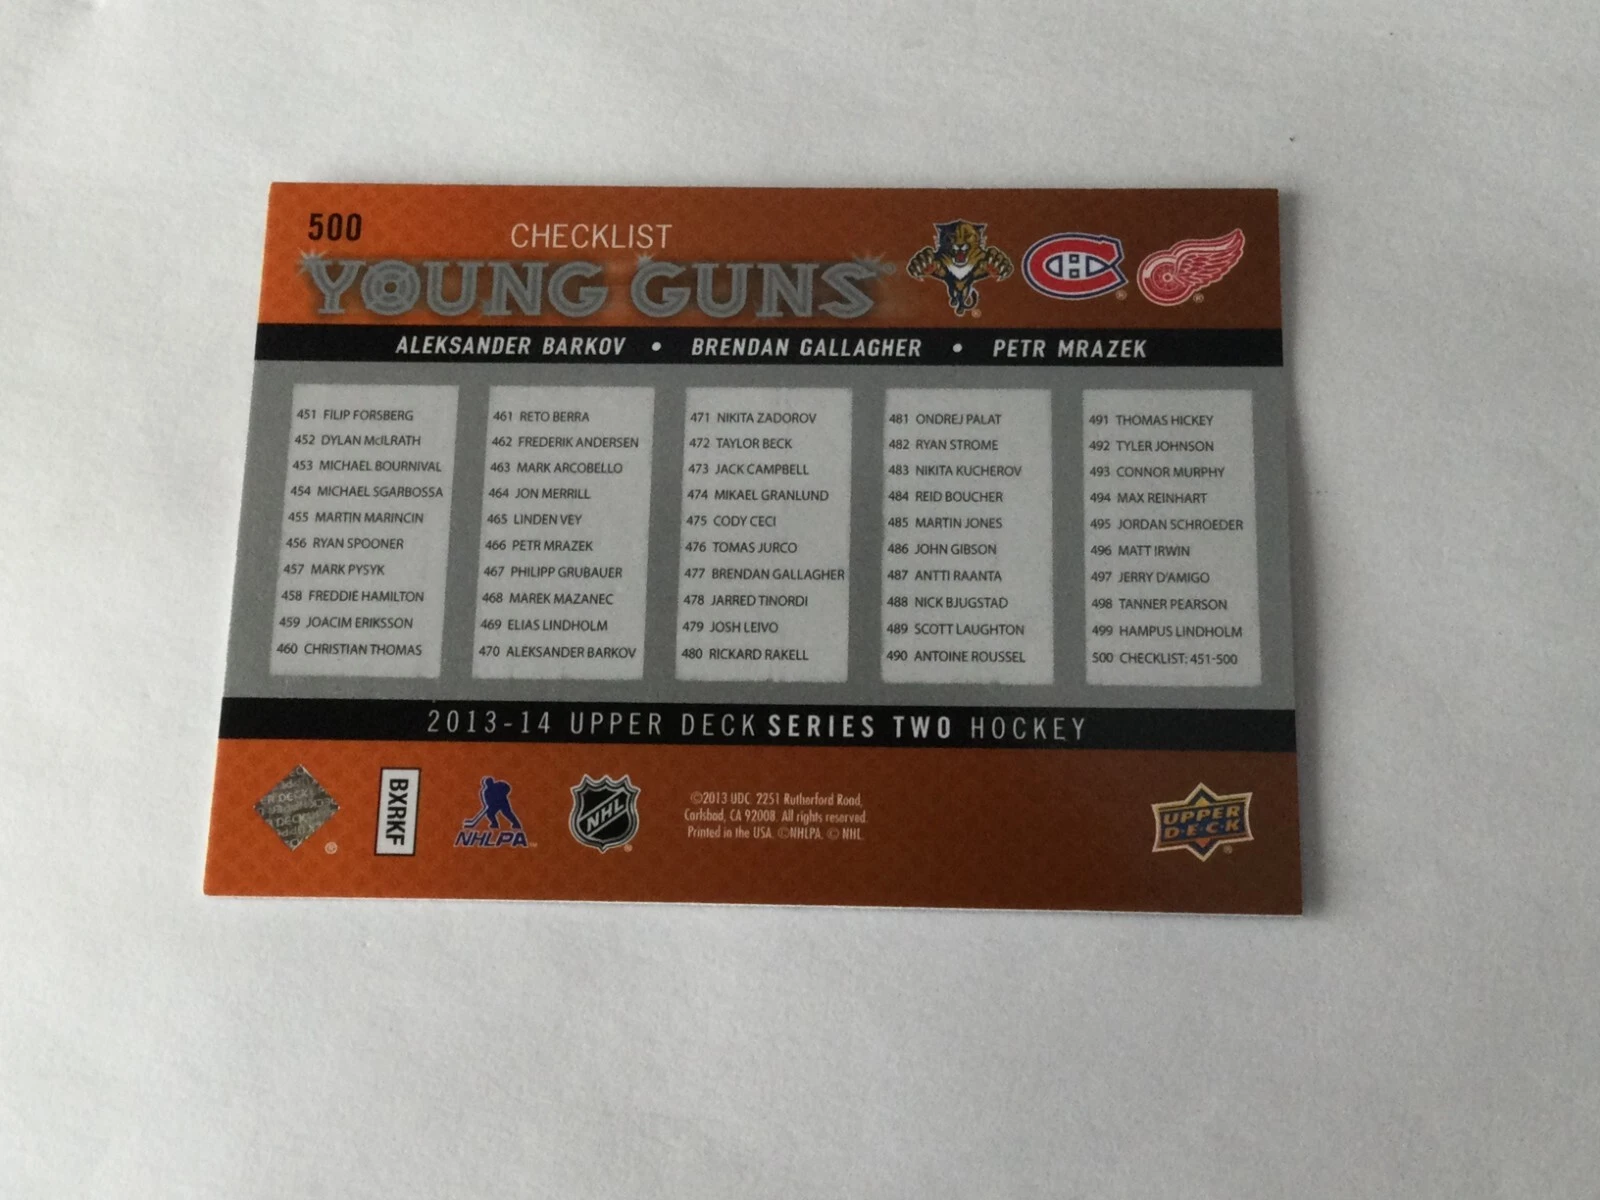 500
CHECKLIST
YOUNG GUNS
ALEKSANDER BARKOV • BRENDAN GALLAGHER • PETR MRAZEK
451 FILIP FORSBERG
452 DYLAN McILRATH
453 MICHAEL BOURNIVAL
454 MICHAEL SGARBOSSA
455 MARTIN MARINCIN
456 RYAN SPOONER
457 MARK PYSYK
458 FREDDIE HAMILTON
459 JOACIM ERIKSSON
460 CHRISTIAN THOMAS
461 RETO BERRA
462 FREDERIK ANDERSEN
463 MARK ARCOBELLO
464 JON MERRILL
465 LINDEN VEY
466 PETR MRAZEK
467 PHILIPP GRUBAUER
468 MAREK MAZANEC
469 ELIAS LINDHOLM
470 ALEKSANDER BARKOV
471 NIKITA ZADOROV
472 TAYLOR BECK
473 JACK CAMPBELL
474 MIKAEL GRANLUND
475 CODY CECI
476 TOMAS JURCO
477 BRENDAN GALLAGHER
478 JARRED TINORDI
479 JOSH LEIVO
480 RICKARD RAKELL
481 ONDREJ PALAT
482 RYAN STROME
483 NIKITA KUCHEROV
484 REID BOUCHER
485 MARTIN JONES
486 JOHN GIBSON
487 ANTTI RAANTA
488 NICK BJUGSTAD
489 SCOTT LAUGHTON
490 ANTOINE ROUSSEL
491 THOMAS HICKEY
492 TYLER JOHNSON
493 CONNOR MURPHY
494 MAX REINHART
495 JORDAN SCHROEDER
496 MATT IRWIN
497 JERRY D'AMIGO
498 TANNER PEARSON
499 HAMPUS LINDHOLM
500 CHECKLIST: 451-500
2013-14 UPPER DECK SERIES TWO HOCKEY
BXRKF
NHLPA
NHL
©2013 UDC. 2251 Rutherford Road,
Carlsbad, CA 92008. All rights reserved.
Printed in the USA. ©NHLPA. © NHL.
UPPER
DECK